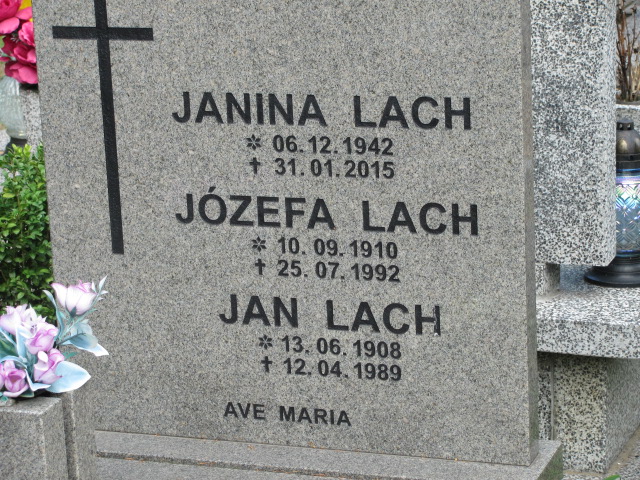 JANINA LACH
* 06.12.1942
† 31.01.2015
JÓZEFA LACH
* 10.09.1910
† 25.07.1992
JAN LACH
* 13.06.1908
† 12.04.1989
AVE MARIA